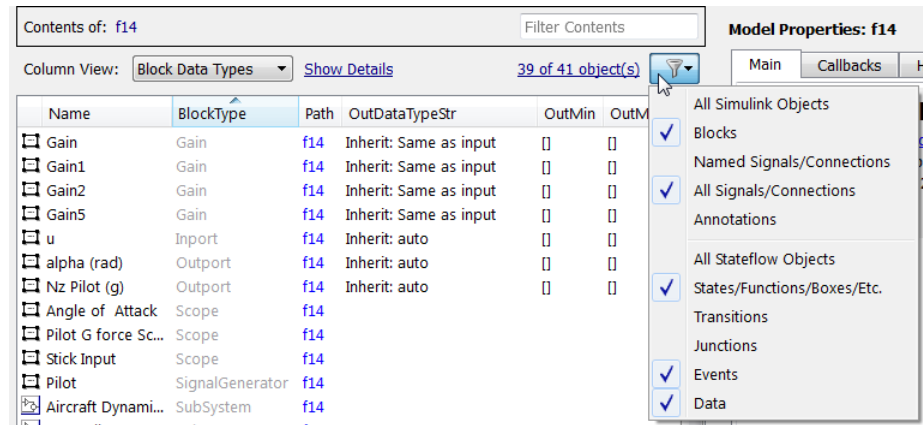 Contents of: f14
Filter Contents
Model Properties: f14
Column View: Block Data Types
Show Details
39 of 41 object(s)
Main Callbacks H
Name BlockType Path OutDataTypeStr OutMin OutM
Gain Gain f14 Inherit: Same as input [] []
Gain1 Gain f14 Inherit: Same as input [] []
Gain2 Gain f14 Inherit: Same as input [] []
Gain5 Gain f14 Inherit: Same as input [] []
u Inport f14 Inherit: auto [] []
alpha (rad) Outport f14 Inherit: auto [] []
Nz Pilot (g) Outport f14 Inherit: auto [] []
Angle of Attack Scope f14
Pilot G force Sc... Scope f14
Stick Input Scope f14
Pilot SignalGenerator f14
Aircraft Dynami... SubSystem f14
All Simulink Objects
Blocks
Named Signals/Connections
All Signals/Connections
Annotations
All Stateflow Objects
States/Functions/Boxes/Etc.
Transitions
Junctions
Events
Data